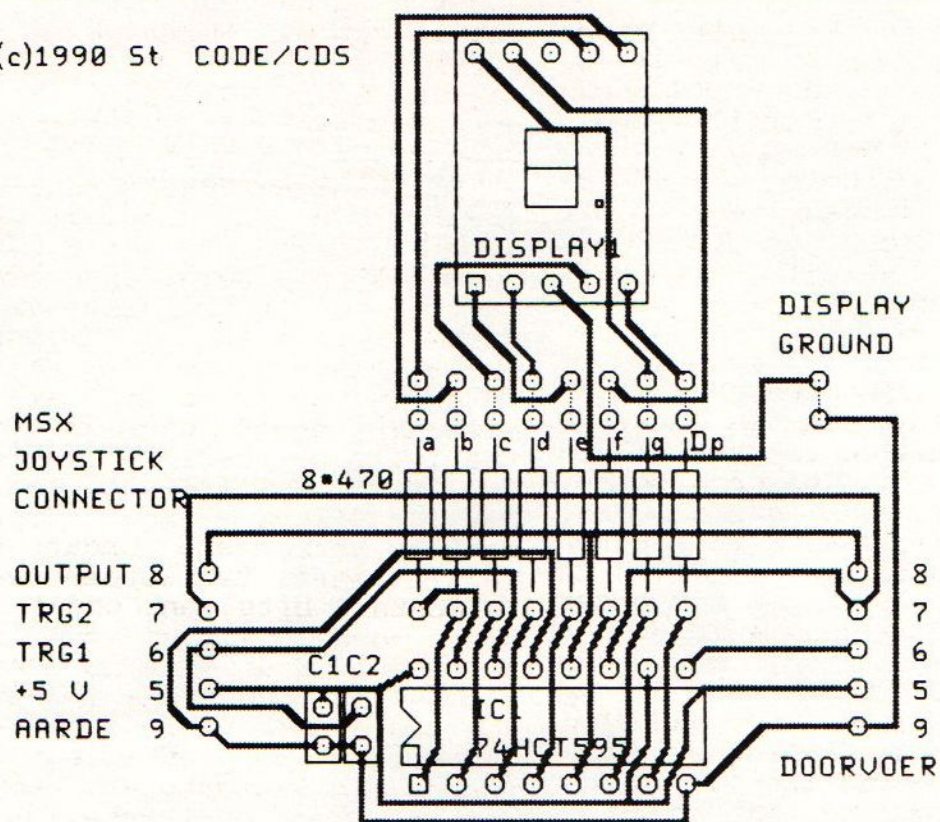 (c)1990 St CODE/CDS
DISPLAY1
DISPLAY
GROUND
MSX
JOYSTICK
CONNECTOR
a b c d e f g Dp
8*470
OUTPUT 8
TRG2 7
TRG1 6
+5 V 5
AARDE 9
C1C2
IC1
74HCT595
8
7
6
5
9
DOORVOER